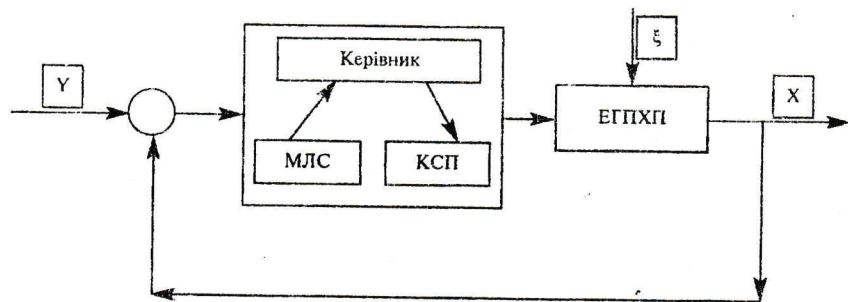 ξ
Керівник
Y
X
ЕГПХП
МЛС
КСП